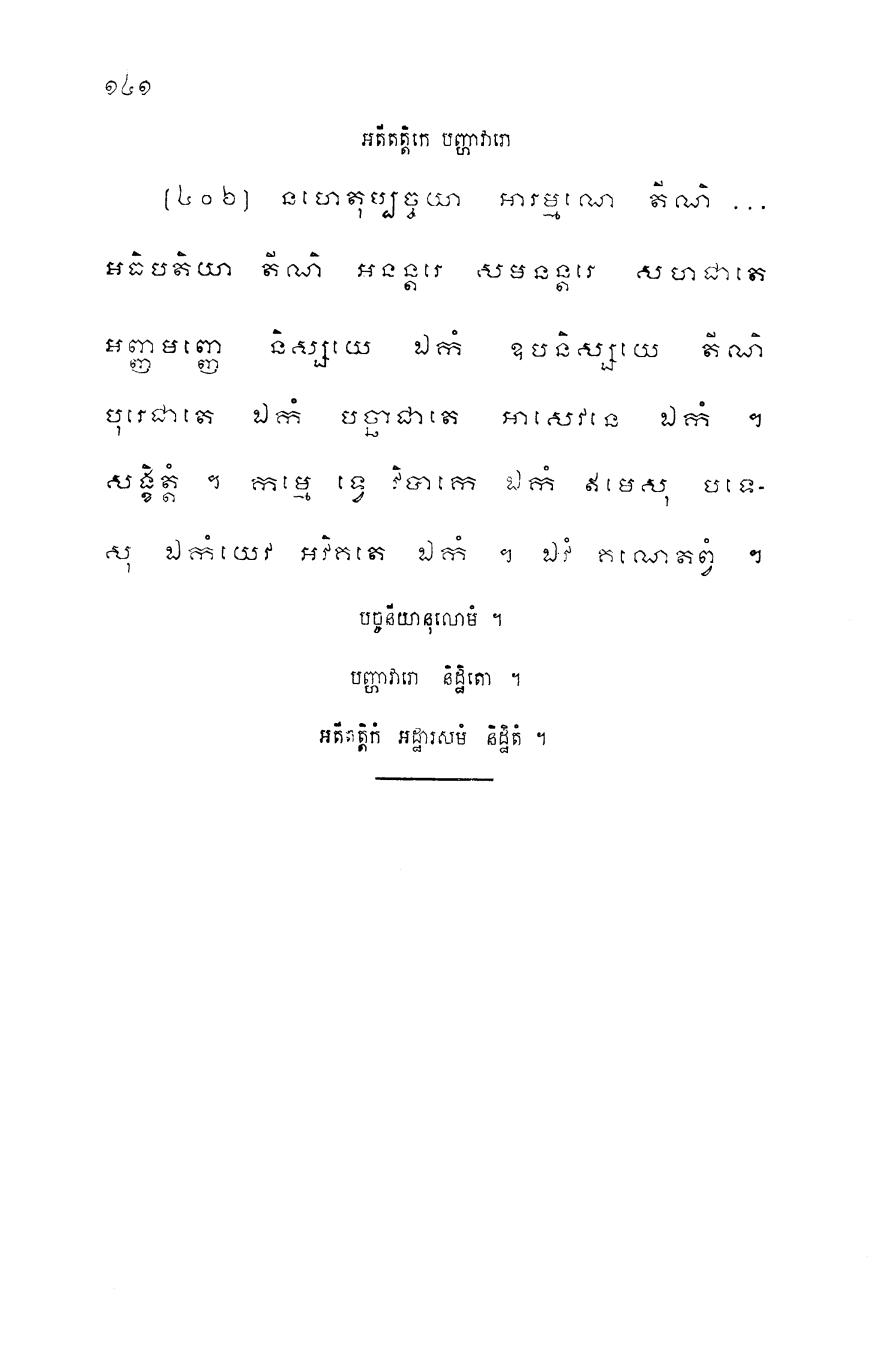 ១៤១
អតីតត្តិកេ បញ្ហាវារោ
(៤០៦) នហេតុប្បច្ចយា អារម្មណេ តីណិ ...
អធិបតិយា តីណិ អនន្តរេ សមនន្តរេ សហជាតេ
អញ្ញមញ្ញេ និស្សយេ ឯកំ ឧបនិស្សយេ តីណិ
បុរេជាតេ ឯកំ បច្ឆាជាតេ អាសេវនេ ឯកំ ។
សង្ខិត្តំ ។ កម្មេ ទ្វេ វិបាកេ ឯកំ ឥមេសុ បទេ-
សុ ឯកំយេវ អវិគតេ ឯកំ ។ ឯវំ គណេតព្វំ ។
បច្ចនីយានុលោមំ ។
បញ្ហាវារោ និដ្ឋិតោ ។
អតីតត្តិកំ អដ្ឋារសមំ និដ្ឋិតំ ។